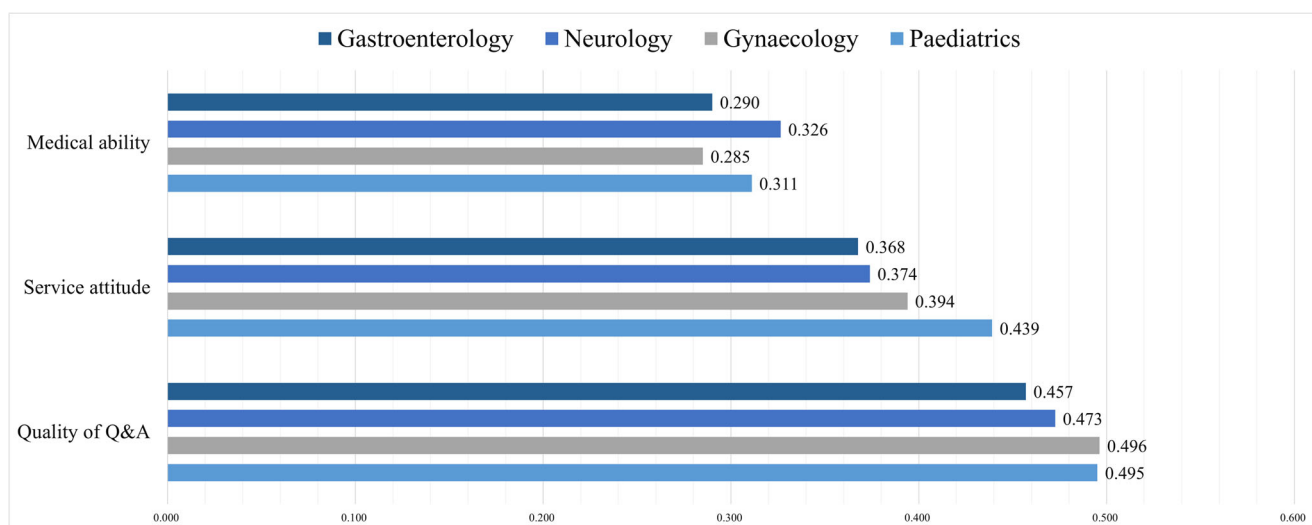 Gastroenterology Neurology Gynaecology Paediatrics
Medical ability
0.290
0.326
0.285
0.311
Service attitude
0.368
0.374
0.394
0.439
Quality of Q&A
0.457
0.473
0.496
0.495
0.000 0.100 0.200 0.300 0.400 0.500 0.600